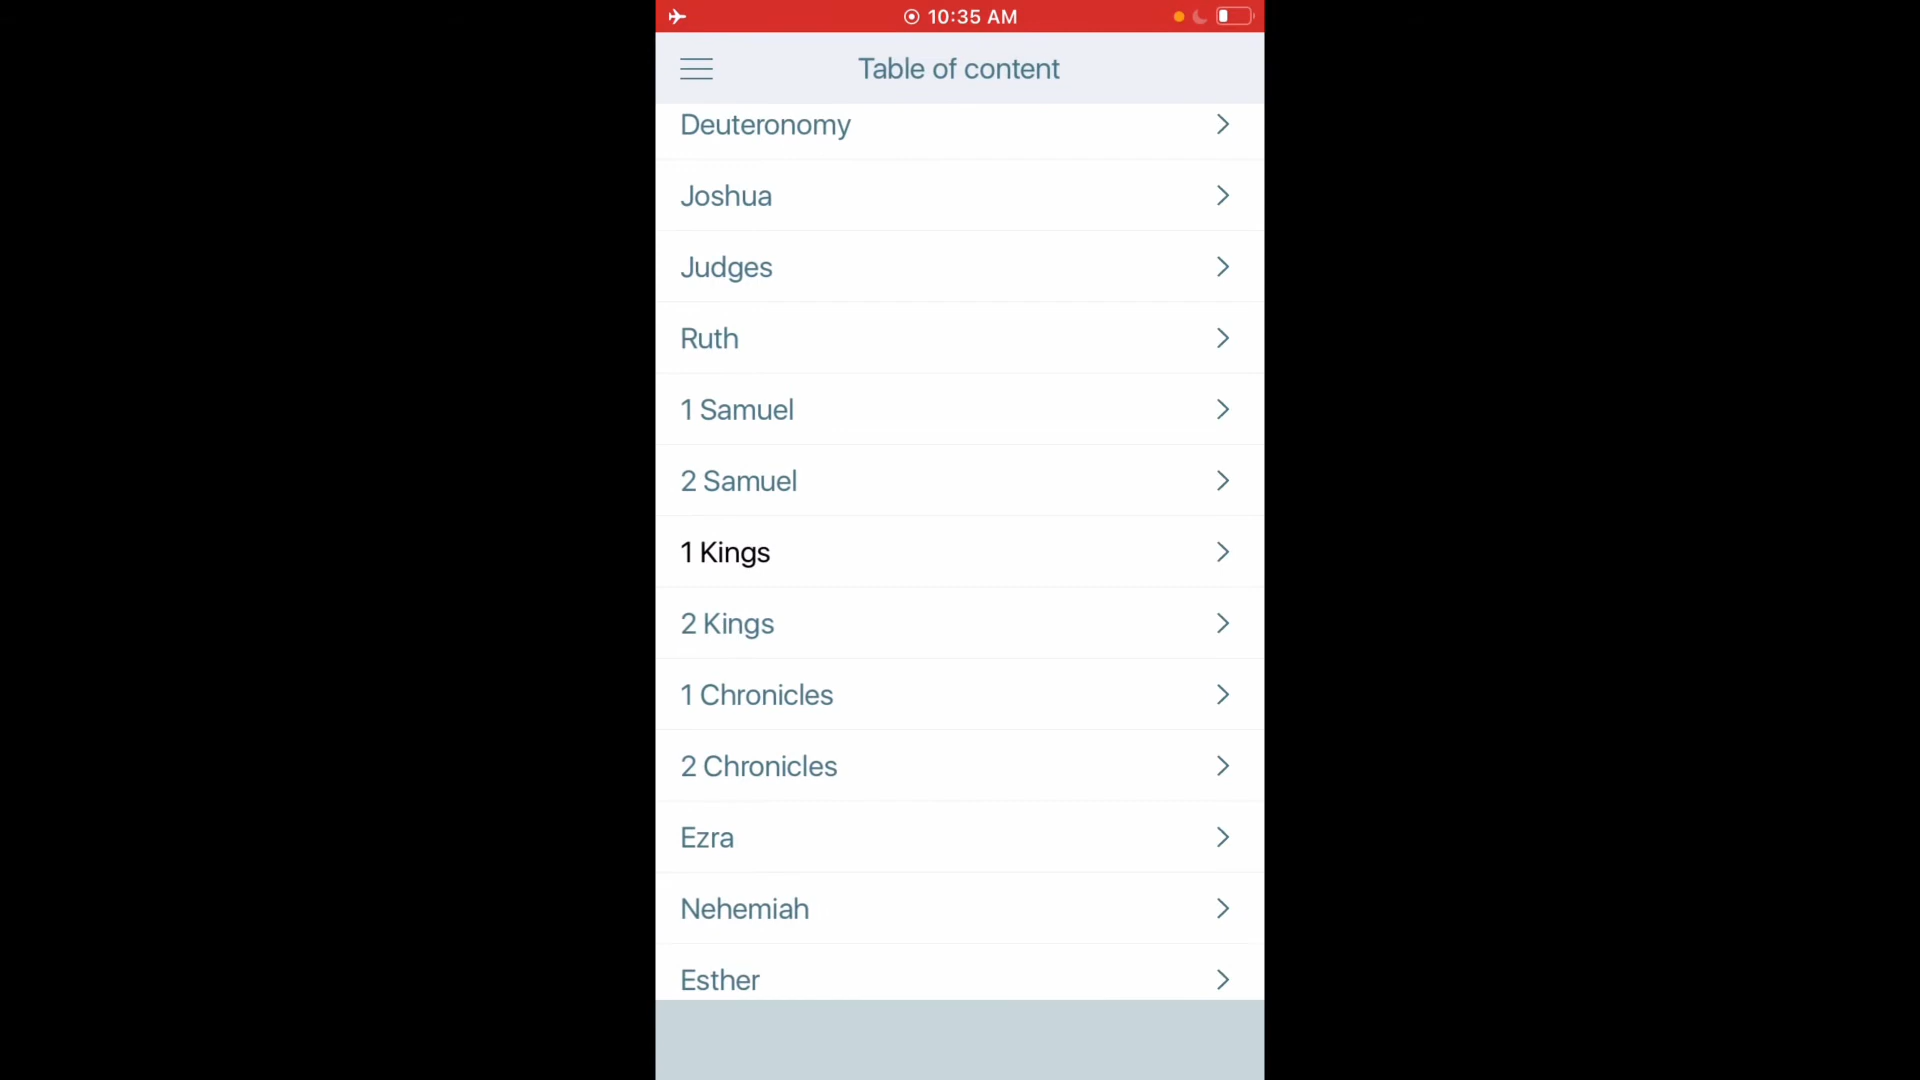 10:35 AM
Table of content
Deuteronomy
Joshua
Judges
Ruth
1 Samuel
2 Samuel
1 Kings
2 Kings
1 Chronicles
2 Chronicles
Ezra
Nehemiah
Esther